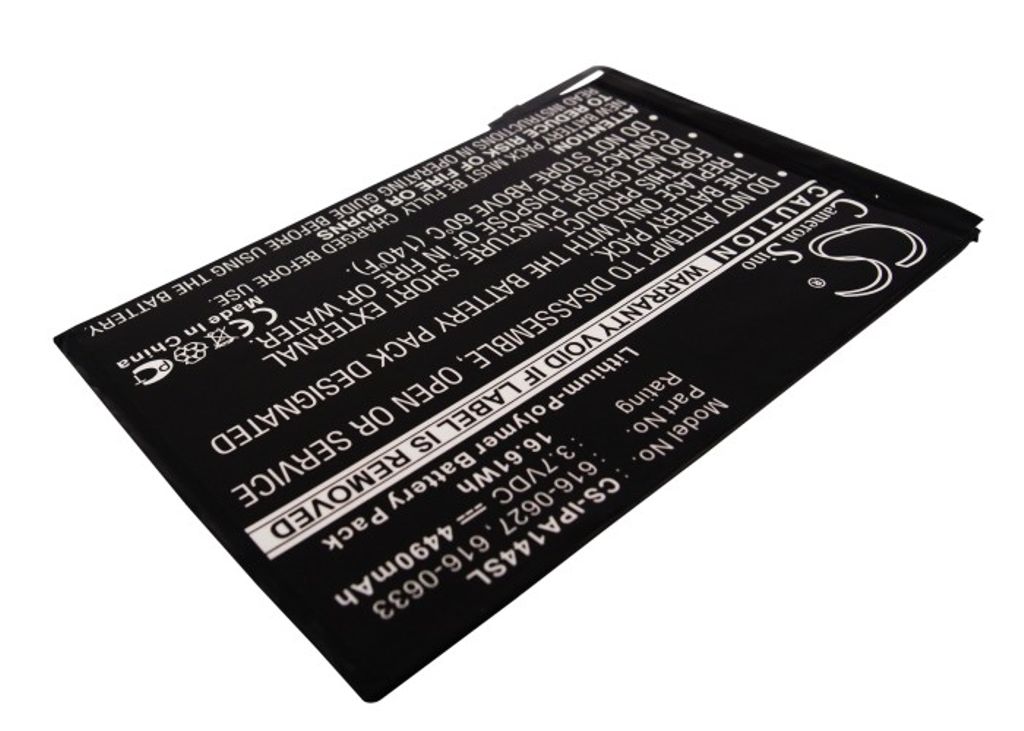 CS
Cameron Sino®
Model No. : CS-IPA144SL
Part No. : 616-0627, 616-0633
Rating : 3.7VDC ⎓ 4490mAh
16.61Wh
Lithium-Polymer Battery Pack
CAUTION WARRANTY VOID IF LABEL IS REMOVED
• DO NOT ATTEMPT TO DISASSEMBLE, OPEN OR SERVICE
THE BATTERY PACK.
• REPLACE ONLY WITH THE BATTERY PACK DESIGNATED
FOR THIS PRODUCT.
• DO NOT CRUSH, PUNCTURE, SHORT EXTERNAL
CONTACTS OR DISPOSE OF IN FIRE OR WATER.
• DO NOT STORE ABOVE 60°C (140°F).
ATTENTION!
NEW BATTERY PACK MUST BE FULLY CHARGED BEFORE USE.
TO REDUCE RISK OF FIRE OR BURNS
READ INSTRUCTIONS IN OPERATING GUIDE BEFORE USING THE BATTERY.
CE
Made in China
PC